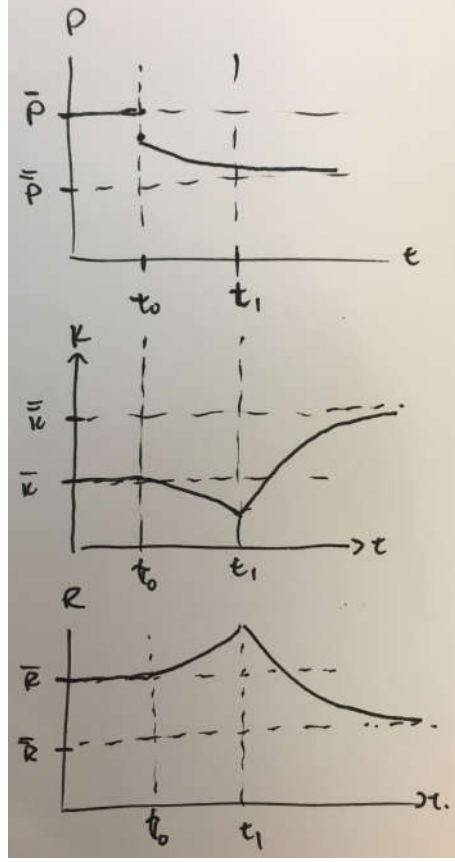 P
P̄
P̿
t
t₀ t₁
K
K̿
K̄
t
t₀ t₁
R
R̄
R̿
t.
t₀ t₁